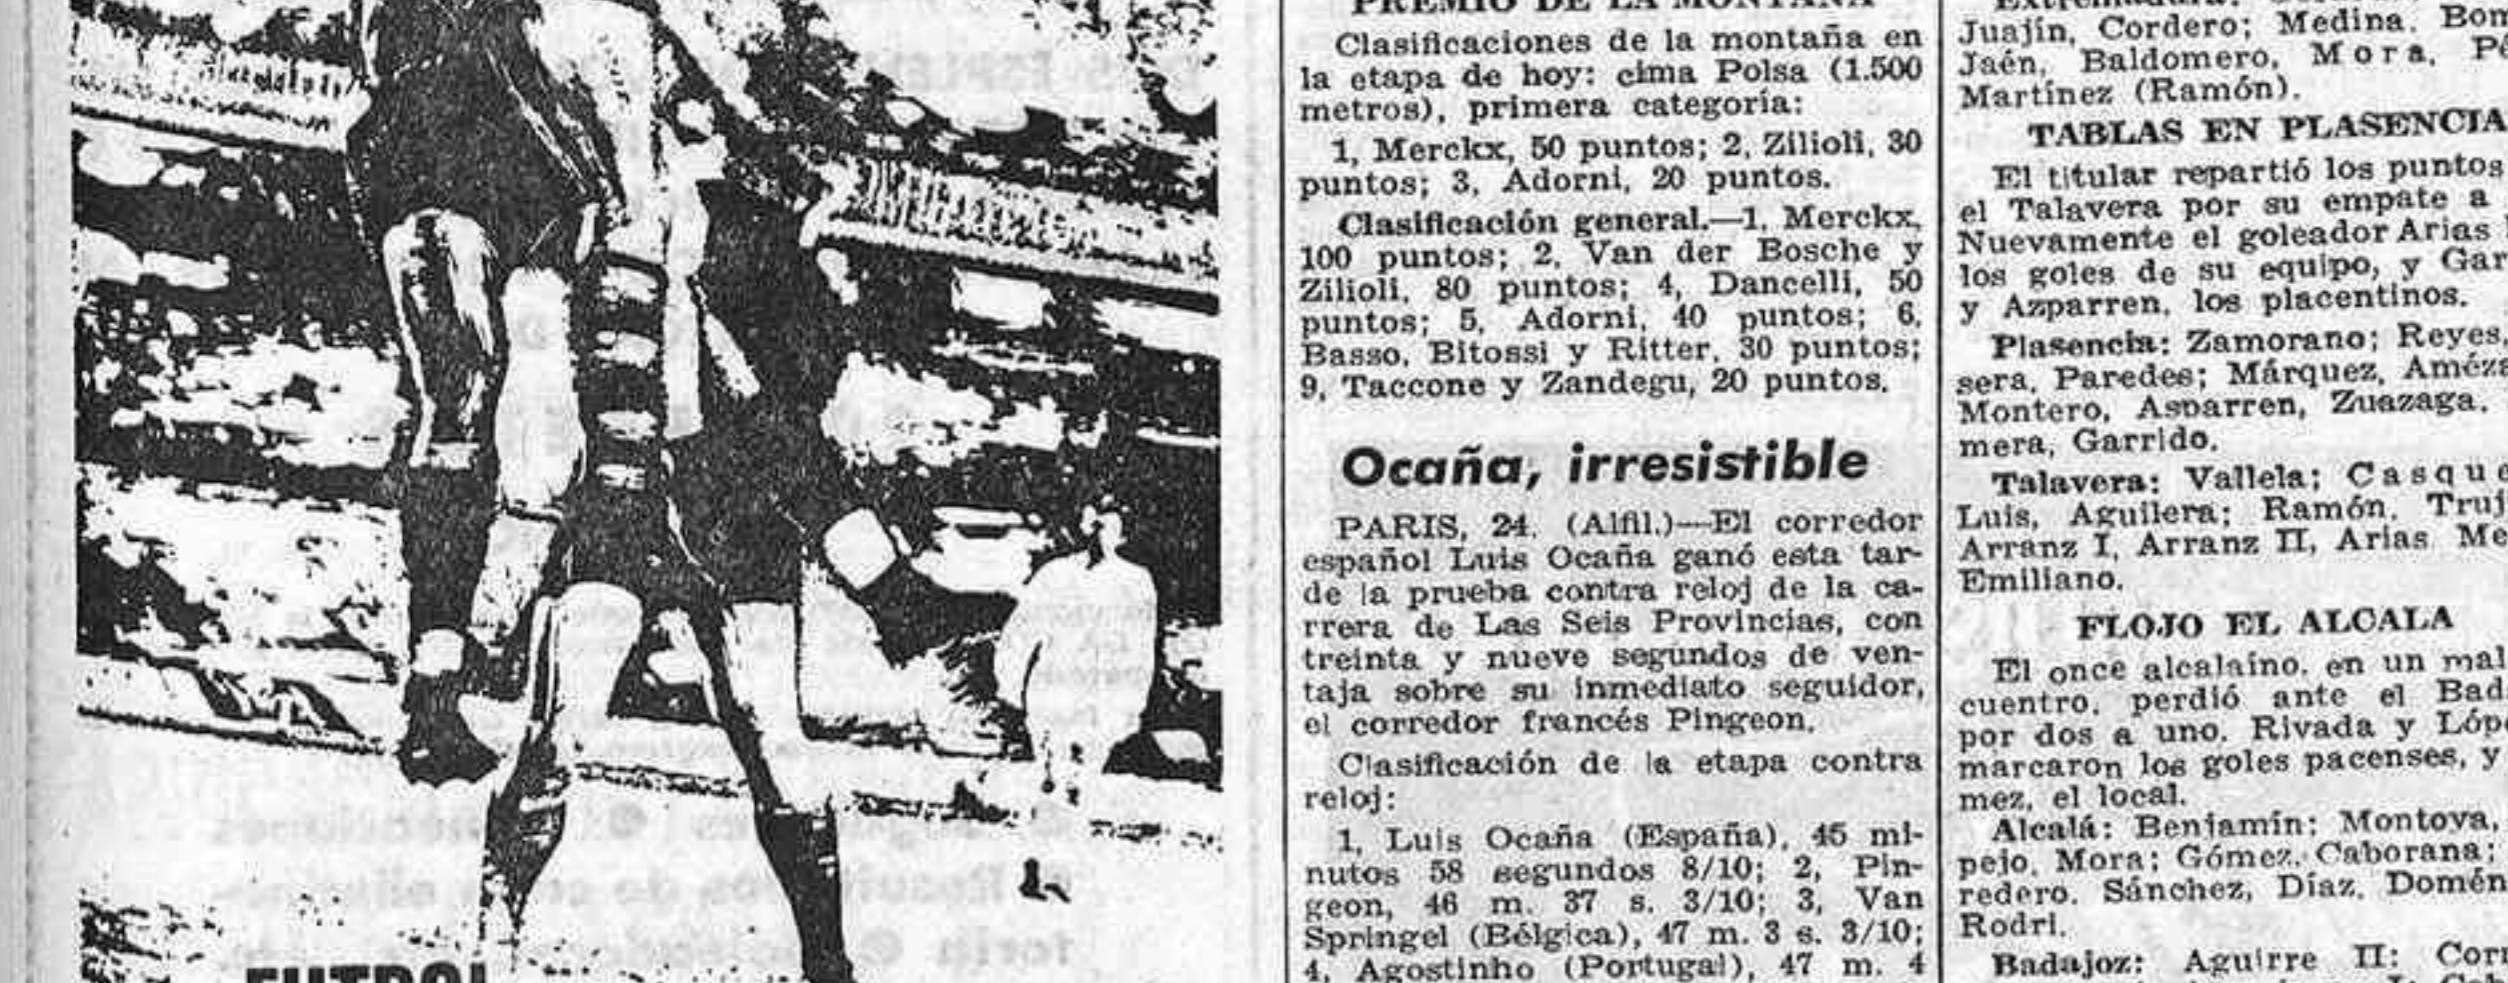 PREMIO DE LA MONTAÑA
Clasificaciones de la montaña en
la etapa de hoy: cima Polsa (1.500
metros), primera categoría:
1, Merckx, 50 puntos; 2, Zilioli, 30
puntos; 3, Adorni, 20 puntos.
Clasificación general.—1, Merckx,
100 puntos; 2, Van der Bosche y
Zilioli, 80 puntos; 4, Dancelli, 50
puntos; 5, Adorni, 40 puntos; 6,
Basso, Bitossi y Ritter, 30 puntos;
9, Taccone y Zandegu, 20 puntos.
Ocaña, irresistible
PARIS, 24. (Alfil.)—El corredor
español Luis Ocaña ganó esta tar-
de la prueba contra reloj de la ca-
rrera de Las Seis Provincias, con
treinta y nueve segundos de ven-
taja sobre su inmediato seguidor,
el corredor francés Pingeon.
Clasificación de la etapa contra
reloj:
1, Luis Ocaña (España), 45 mi-
nutos 58 segundos 8/10; 2, Pin-
geon, 46 m. 37 s. 3/10; 3, Van
Springel (Bélgica), 47 m. 3 s. 3/10;
4, Agostinho (Portugal), 47 m. 4
Juajín, Cordero; Medina, Bom
Jaén, Baldomero, Mora, Pé
Martínez (Ramón).
TABLAS EN PLASENCIA
El titular repartió los puntos
el Talavera por su empate a
Nuevamente el goleador Arias
los goles de su equipo, y Gar
y Azparren, los placentinos.
Plasencia: Zamorano; Reyes,
sera, Paredes; Márquez, Améza
Montero, Asparren, Zuazaga,
mera, Garrido.
Talavera: Vallela; Casque
Luis, Aguilera; Ramón, Truj
Arranz I, Arranz II, Arias Me
Emiliano.
FLOJO EL ALCALA
El once alcalaíno, en un mal
cuentro, perdió ante el Bad
por dos a uno. Rivada y Lóp
marcaron los goles pacenses, y
mez, el local.
Alcalá: Benjamín; Montoya,
pejo, Mora; Gómez, Caborana;
redero, Sánchez, Díaz, Domén
Rodri.
Badajoz: Aguirre II; Corr
FUTBOL